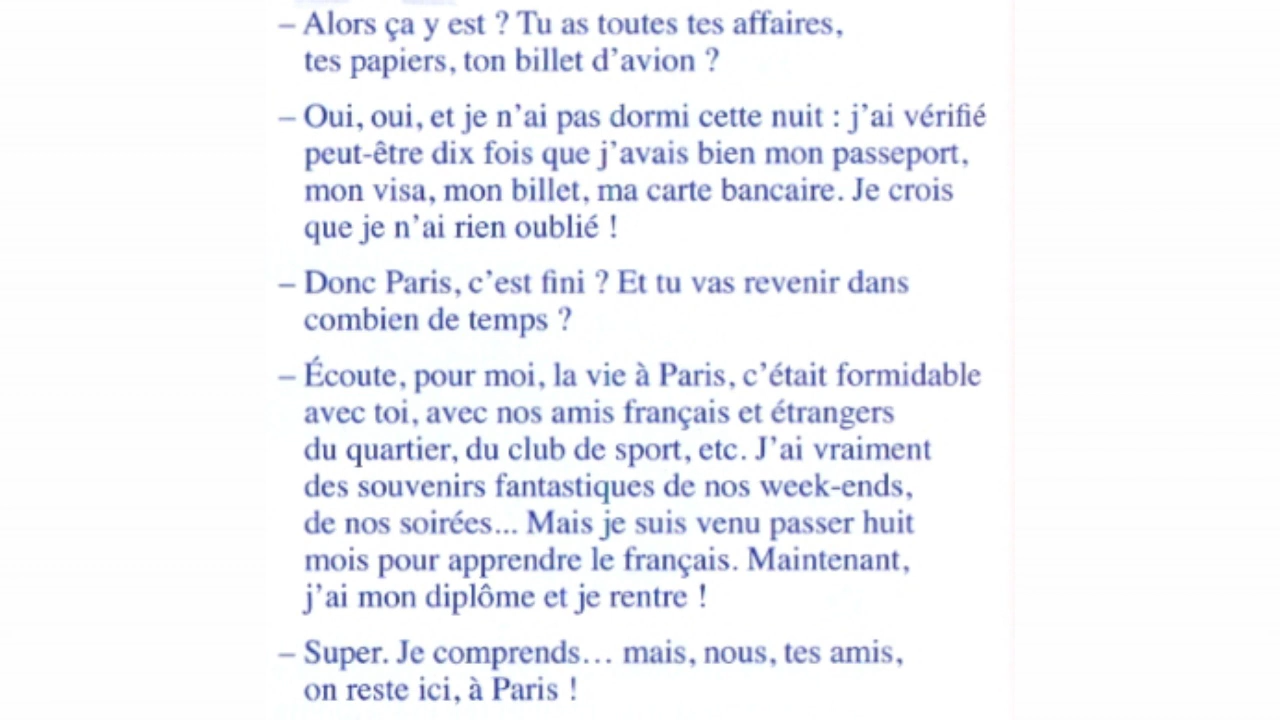 – Alors ça y est ? Tu as toutes tes affaires,
tes papiers, ton billet d’avion ?
– Oui, oui, et je n’ai pas dormi cette nuit : j’ai vérifié
peut-être dix fois que j’avais bien mon passeport,
mon visa, mon billet, ma carte bancaire. Je crois
que je n’ai rien oublié !
– Donc Paris, c’est fini ? Et tu vas revenir dans
combien de temps ?
– Écoute, pour moi, la vie à Paris, c’était formidable
avec toi, avec nos amis français et étrangers
du quartier, du club de sport, etc. J’ai vraiment
des souvenirs fantastiques de nos week-ends,
de nos soirées... Mais je suis venu passer huit
mois pour apprendre le français. Maintenant,
j’ai mon diplôme et je rentre !
– Super. Je comprends… mais, nous, tes amis,
on reste ici, à Paris !